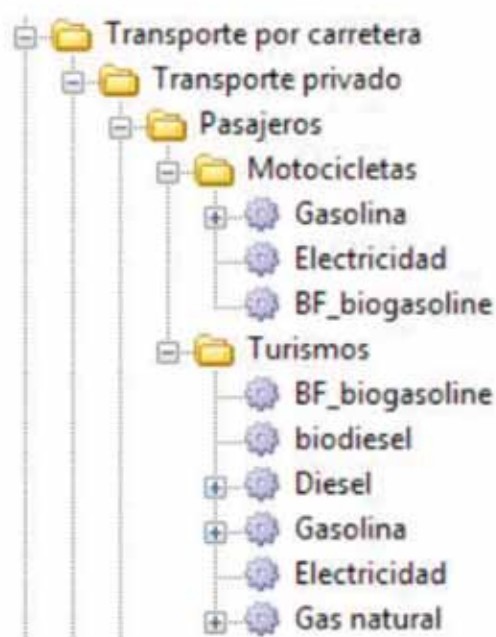 Transporte por carretera
Transporte privado
Pasajeros
Motocicletas
Gasolina
Electricidad
BF_biogasoline
Turismos
BF_biogasoline
biodiesel
Diesel
Gasolina
Electricidad
Gas natural